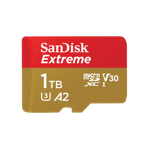 SanDisk
Extreme
1TB
micro SD XC I
V30
U3 A2